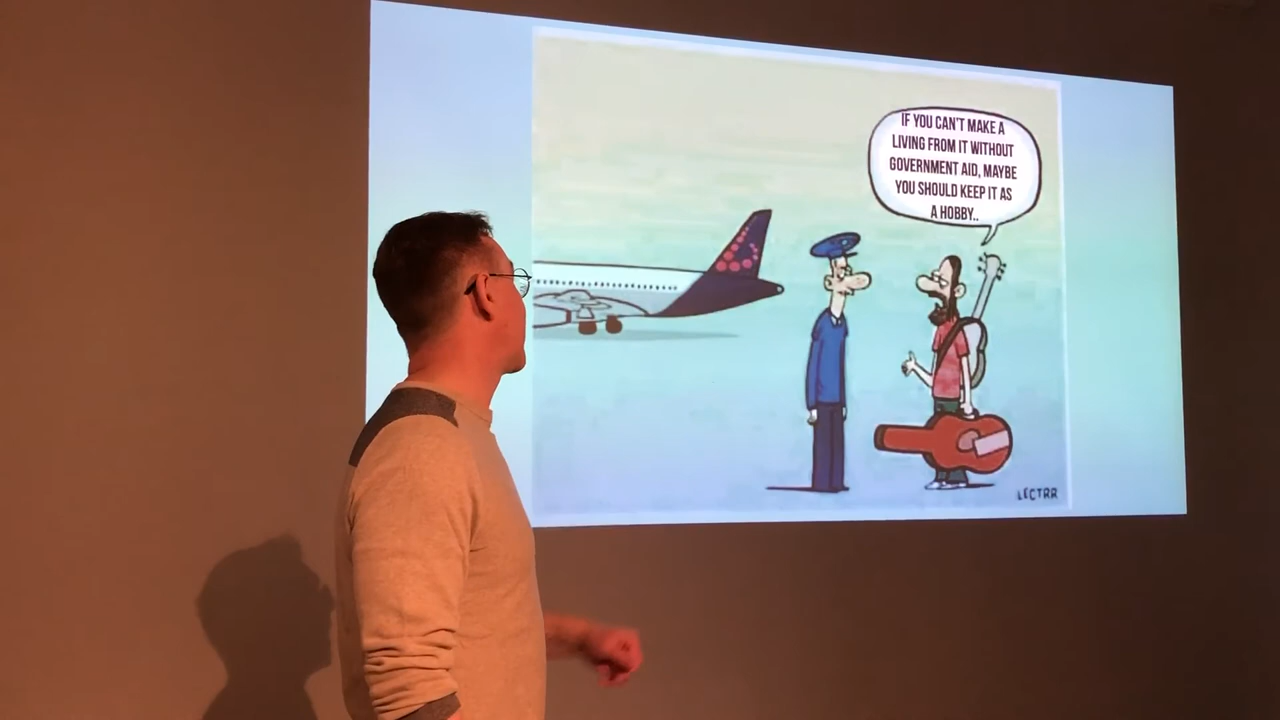 IF YOU CAN'T MAKE A
LIVING FROM IT WITHOUT
GOVERNMENT AID, MAYBE
YOU SHOULD KEEP IT AS
A HOBBY..
LECTRR